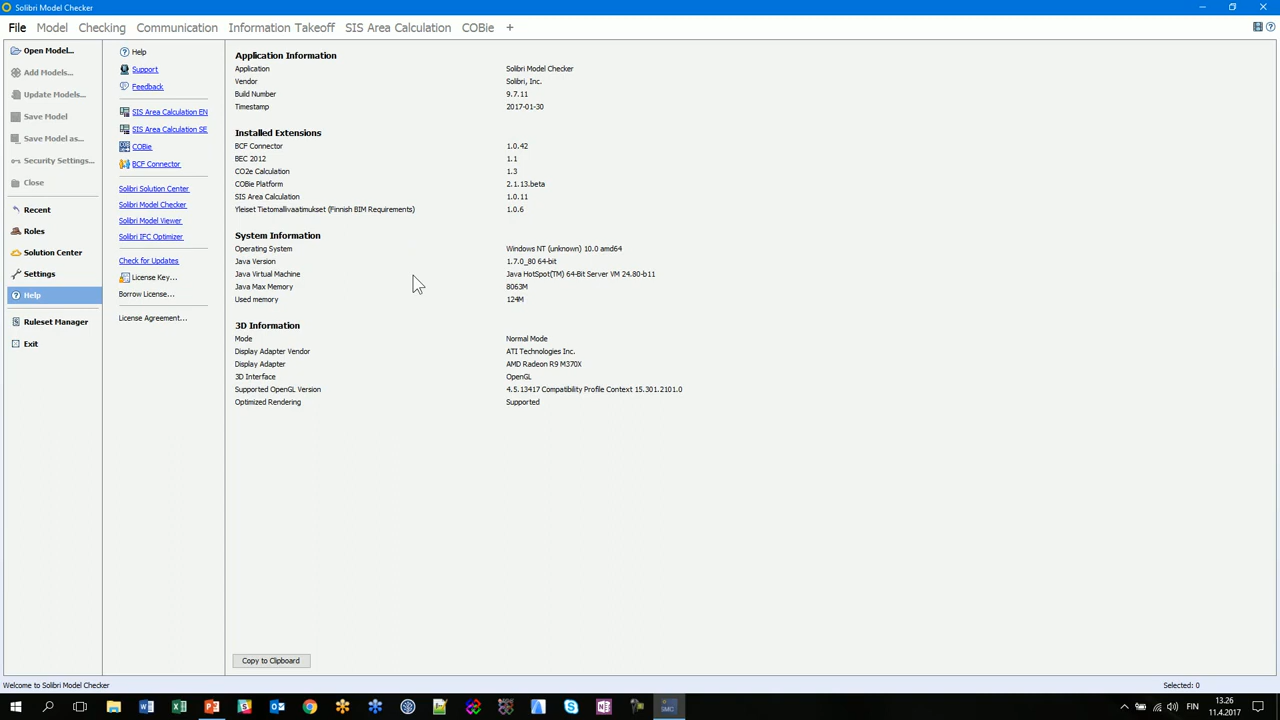 Solibri Model Checker
File Model Checking Communication Information Takeoff SIS Area Calculation COBie +
Open Model...
Add Models...
Update Models...
Save Model
Save Model as...
Security Settings...
Close
Recent
Roles
Solution Center
Settings
Help
Ruleset Manager
Exit
Help
Support
Feedback
SIS Area Calculation EN
SIS Area Calculation SE
COBie
BCF Connector
Solibri Solution Center
Solibri Model Checker
Solibri Model Viewer
Solibri IFC Optimizer
Check for Updates
License Key...
Borrow License...
License Agreement...
Application Information
Application Solibri Model Checker
Vendor Solibri, Inc.
Build Number 9.7.11
Timestamp 2017-01-30
Installed Extensions
BCF Connector 1.0.42
BEC 2012 1.1
CO2e Calculation 1.3
COBie Platform 2.1.13.beta
SIS Area Calculation 1.0.11
Yleiset Tietomallivaatimukset (Finnish BIM Requirements) 1.0.6
System Information
Operating System Windows NT (unknown) 10.0 amd64
Java Version 1.7.0_80 64-bit
Java Virtual Machine Java HotSpot(TM) 64-Bit Server VM 24.80-b11
Java Max Memory 8063M
Used memory 124M
3D Information
Mode Normal Mode
Display Adapter Vendor ATI Technologies Inc.
Display Adapter AMD Radeon R9 M370X
3D Interface OpenGL
Supported OpenGL Version 4.5.13417 Compatibility Profile Context 15.301.2101.0
Optimized Rendering Supported
Copy to Clipboard
Welcome to Solibri Model Checker Selected: 0
SMC
FIN
13.26
11.4.2017